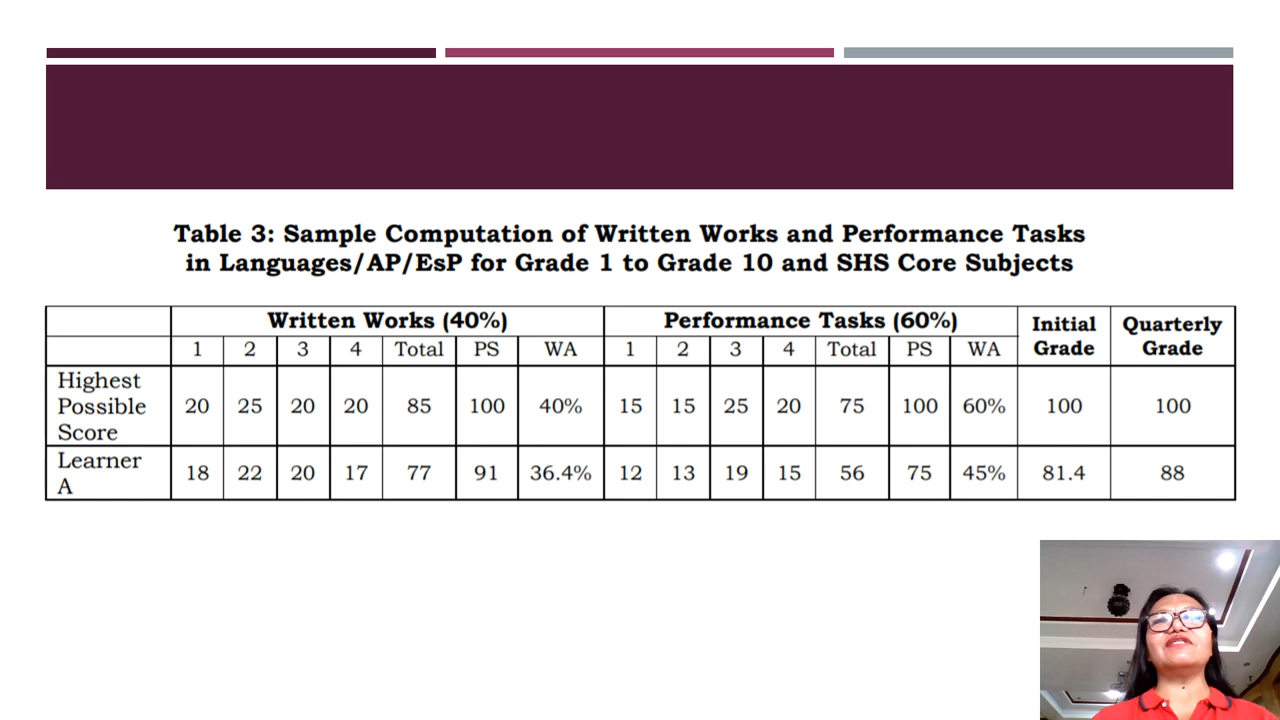 Table 3: Sample Computation of Written Works and Performance Tasks
in Languages/AP/EsP for Grade 1 to Grade 10 and SHS Core Subjects
Written Works (40%) Performance Tasks (60%) Initial Grade Quarterly Grade
1 2 3 4 Total PS WA 1 2 3 4 Total PS WA
Highest Possible Score 20 25 20 20 85 100 40% 15 15 25 20 75 100 60% 100 100
Learner A 18 22 20 17 77 91 36.4% 12 13 19 15 56 75 45% 81.4 88